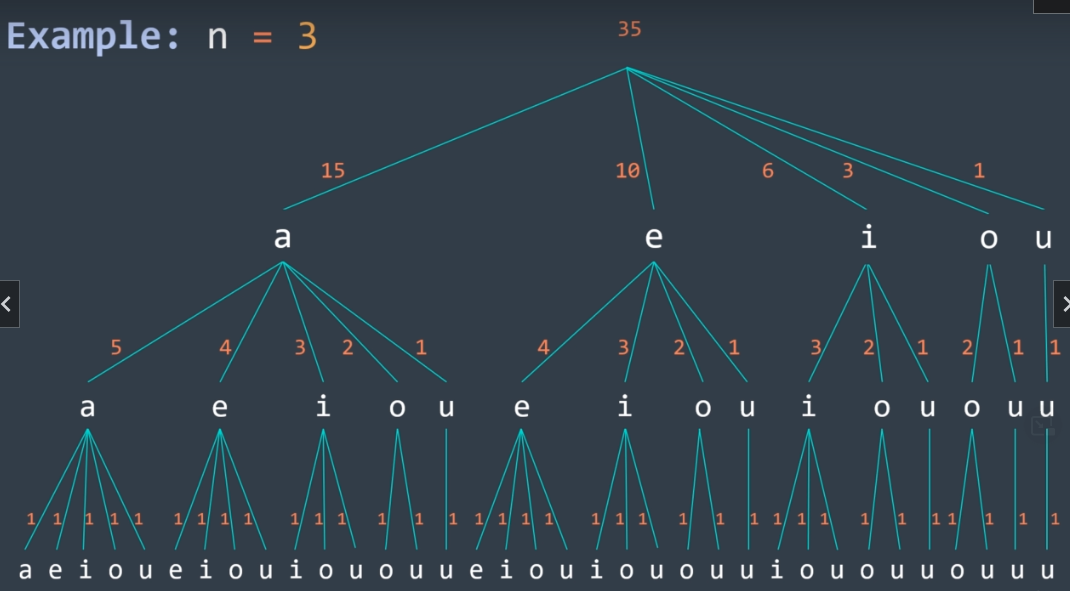 Example: n = 3
35
15 10 6 3 1
a e i o u
5 4 3 2 1 4 3 2 1 3 2 1 2 1 1
a e i o u e i o u i o u o u u
1 1 1 1 1 1 1 1 1 1 1 1 1 1 1 1 1 1 1 1 1 1 1 1 1 1 1 1 1 1 1 1 1 1 1
a e i o u e i o u i o u o u u e i o u i o u o u u i o u o u u o u u u